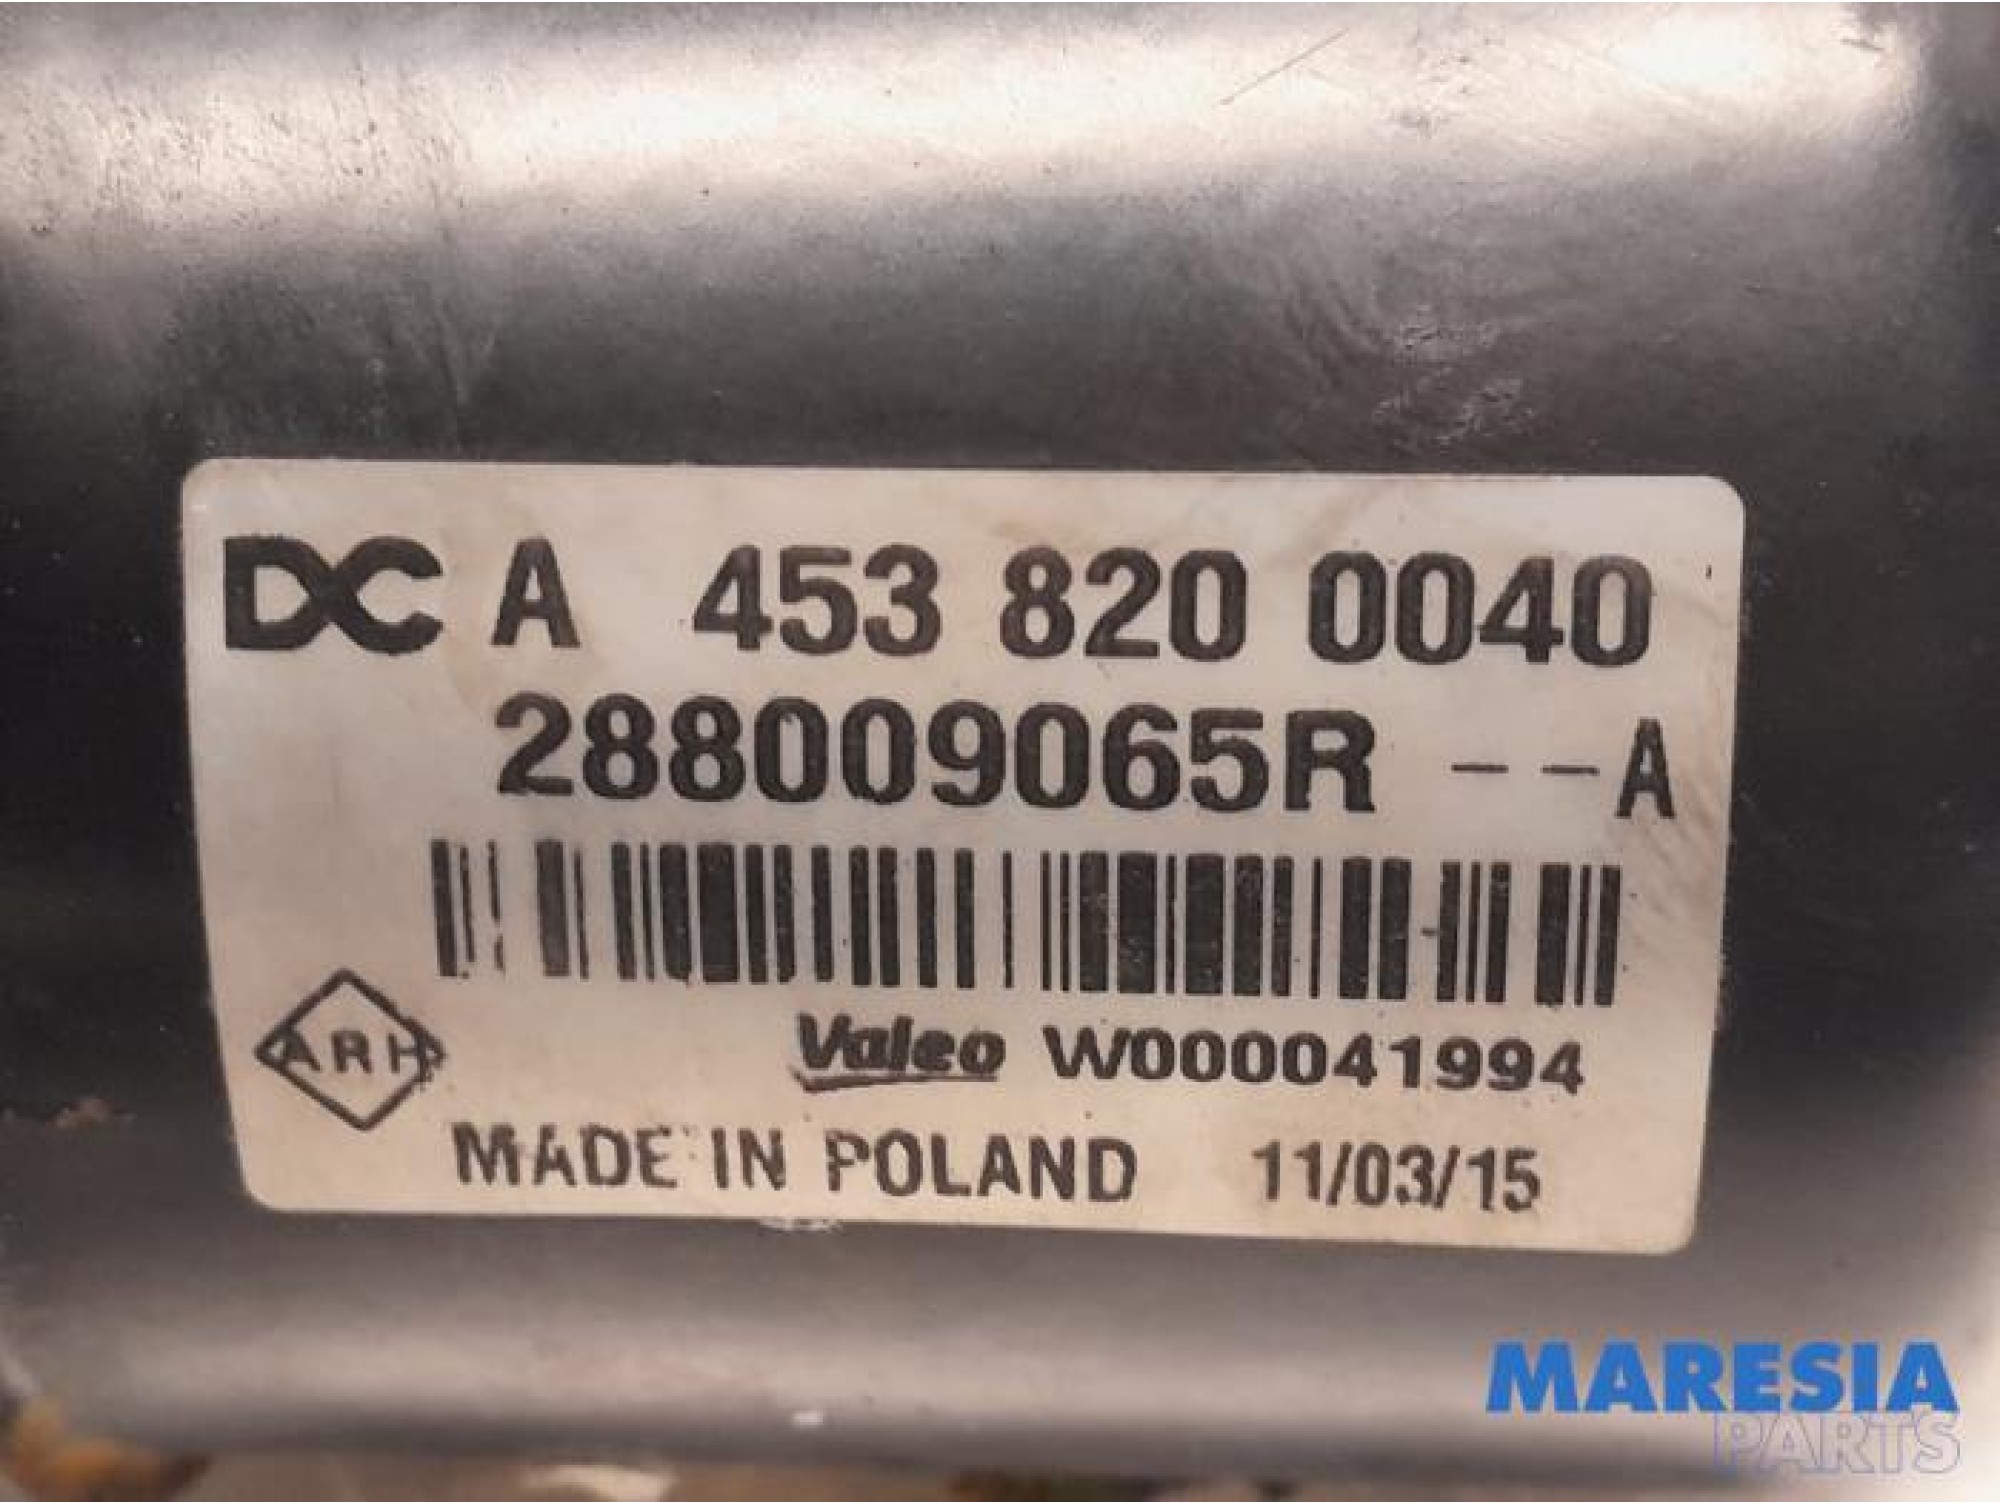 DC A 453 820 0040
288009065R --A
ARH
Valeo W000041994
MADE IN POLAND 11/03/15
MARESIA
PARTS